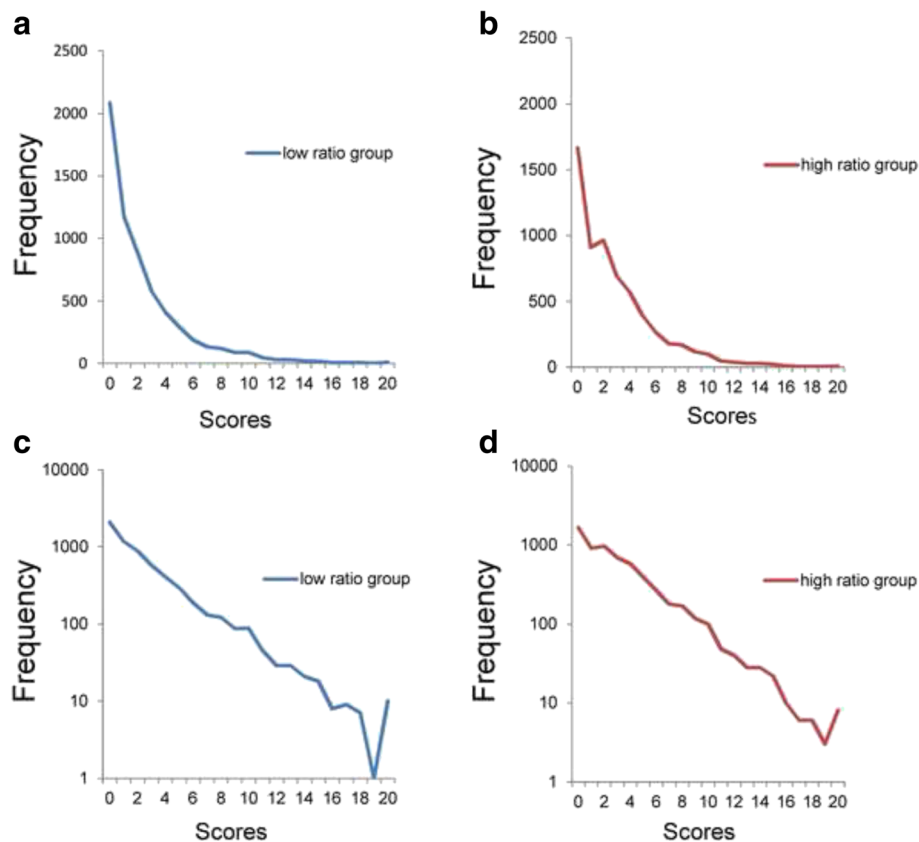 a
2500
2000
1500
1000
500
0
Frequency
low ratio group
0 2 4 6 8 10 12 14 16 18 20
Scores
b
2500
2000
1500
1000
500
0
Frequency
high ratio group
0 2 4 6 8 10 12 14 16 18 20
Scores
c
10000
1000
100
10
1
Frequency
low ratio group
0 2 4 6 8 10 12 14 16 18 20
Scores
d
10000
1000
100
10
1
Frequency
high ratio group
0 2 4 6 8 10 12 14 16 18 20
Scores